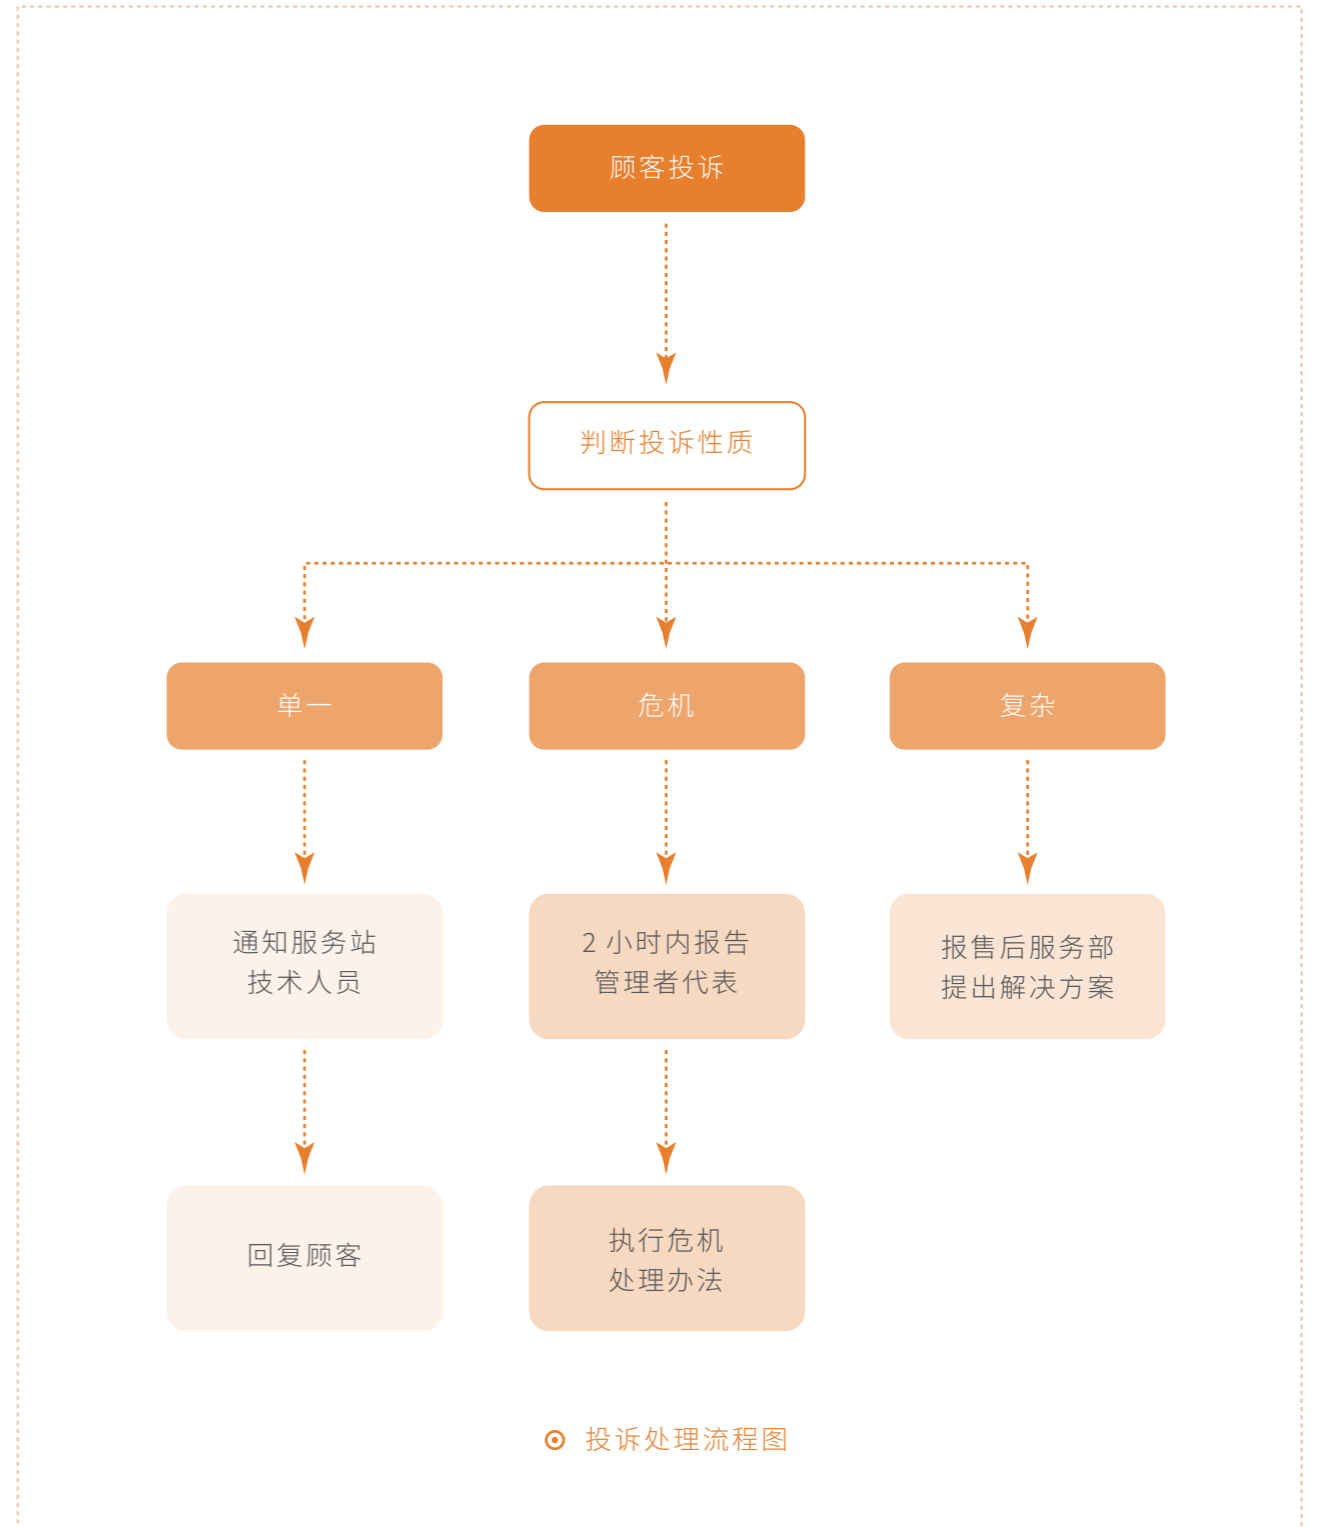 顾客投诉
判断投诉性质
单一
危机
复杂
通知服务站
技术人员
2 小时内报告
管理者代表
报售后服务部
提出解决方案
回复顾客
执行危机
处理办法
投诉处理流程图